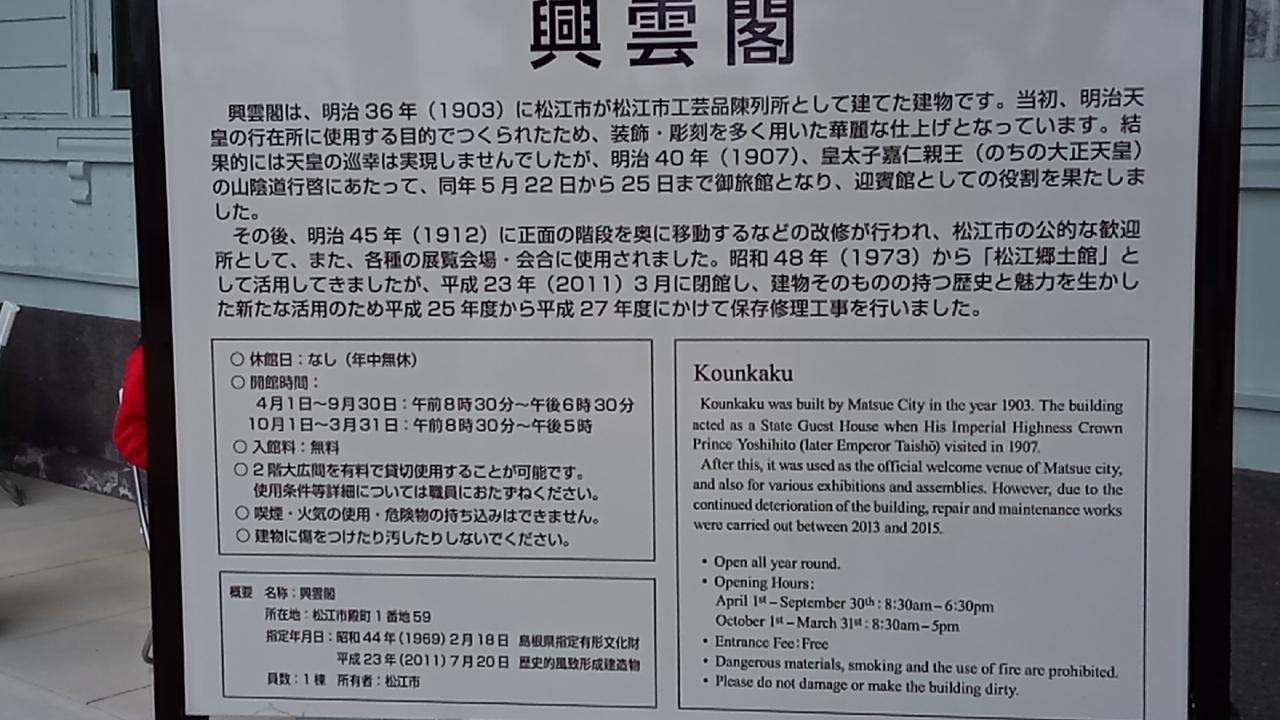 興雲閣
興雲閣は、明治36年（1903）に松江市が松江市工芸品陳列所として建てた建物です。当初、明治天
皇の行在所に使用する目的でつくられたため、装飾・彫刻を多く用いた華麗な仕上げとなっています。結
果的には天皇の巡幸は実現しませんでしたが、明治40年（1907）、皇太子嘉仁親王（のちの大正天皇）
の山陰道行啓にあたって、同年5月22日から25日まで御旅館となり、迎賓館としての役割を果たしま
した。
その後、明治45年（1912）に正面の階段を奥に移動するなどの改修が行われ、松江市の公的な歓迎
所として、また、各種の展覧会場・会合に使用されました。昭和48年（1973）から「松江郷土館」と
して活用してきましたが、平成23年（2011）3月に閉館し、建物そのものの持つ歴史と魅力を生かし
た新たな活用のため平成25年度から平成27年度にかけて保存修理工事を行いました。
○ 休館日：なし（年中無休）
○ 開館時間：
4月1日～9月30日：午前8時30分～午後6時30分
10月1日～3月31日：午前8時30分～午後5時
○ 入館料：無料
○ 2階大広間を有料で貸切使用することが可能です。
使用条件等詳細については職員におたずねください。
○ 喫煙・火気の使用・危険物の持ち込みはできません。
○ 建物に傷をつけたり汚したりしないでください。
概要　名称：興雲閣
所在地：松江市殿町1番地59
指定年月日：昭和44年(1969)2月18日　島根県指定有形文化財
平成23年(2011)7月20日　歴史的風致形成建造物
員数：1棟　所有者：松江市
Kounkaku
Kounkaku was built by Matsue City in the year 1903. The building
acted as a State Guest House when His Imperial Highness Crown
Prince Yoshihito (later Emperor Taishō) visited in 1907.
After this, it was used as the official welcome venue of Matsue city,
and also for various exhibitions and assemblies. However, due to the
continued deterioration of the building, repair and maintenance works
were carried out between 2013 and 2015.
• Open all year round.
• Opening Hours:
April 1st – September 30th : 8:30am – 6:30pm
October 1st – March 31st : 8:30am – 5pm
• Entrance Fee: Free
• Dangerous materials, smoking and the use of fire are prohibited.
• Please do not damage or make the building dirty.